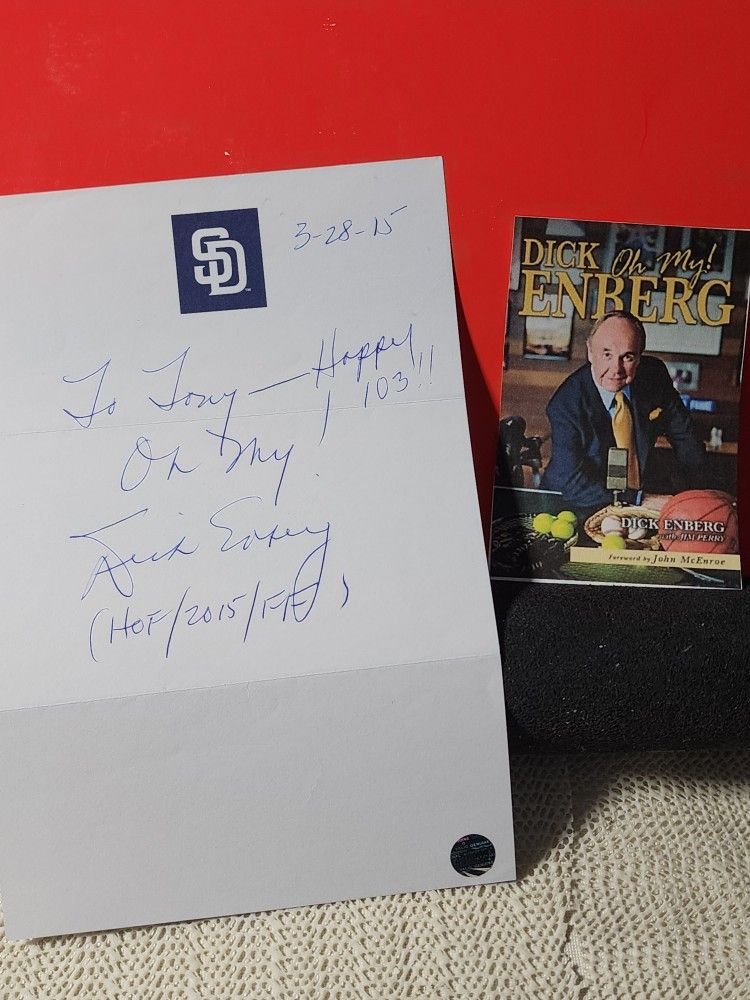 SD
3-28-15
To Tony — Happy
103!!
Oh My!
Dick Enberg
(HOF/2015/FF)
DICK Oh My!
ENBERG
DICK ENBERG
with JIM PERRY
Foreword by John McEnroe